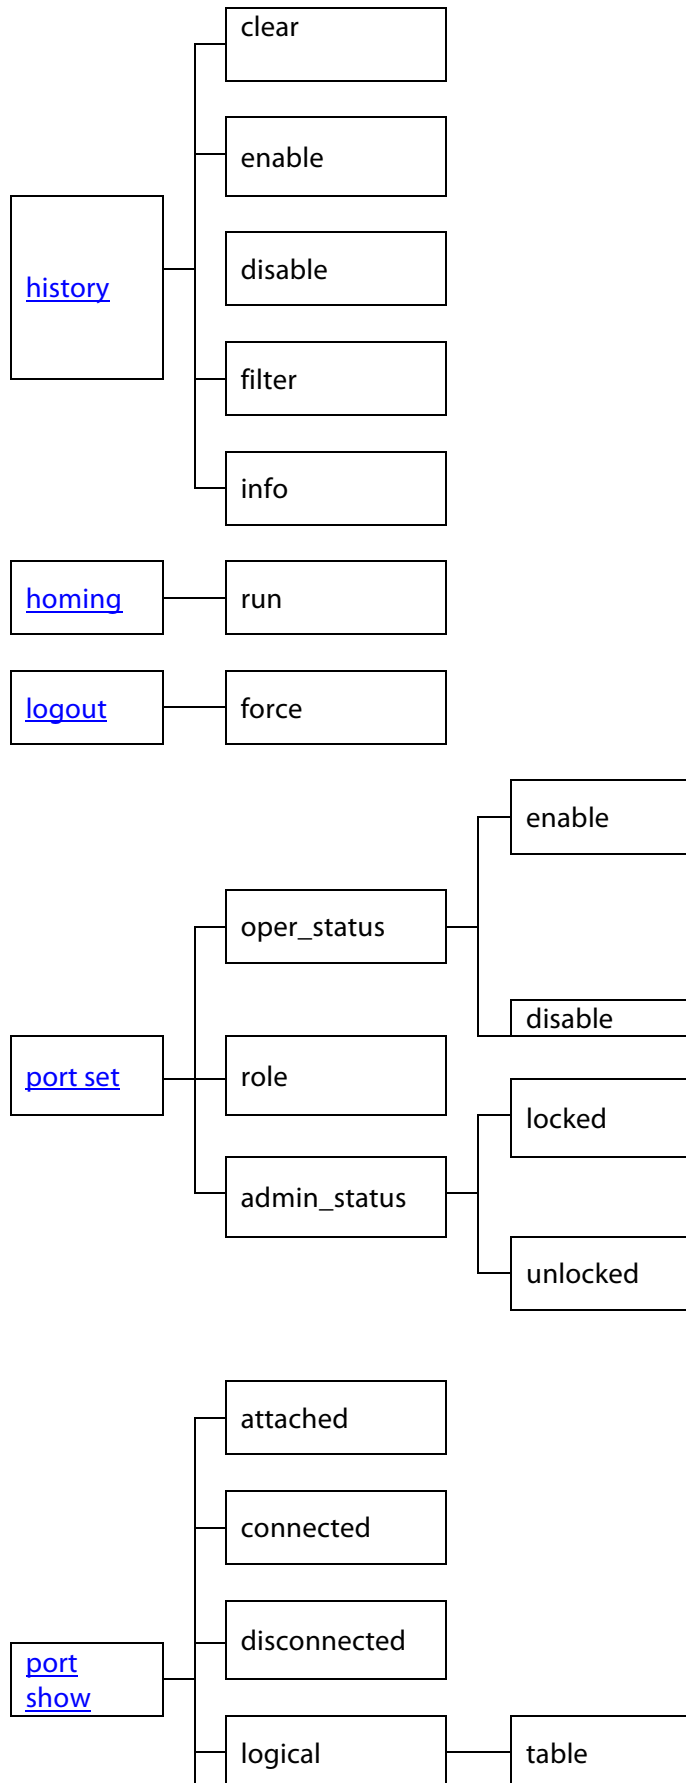 clear
enable
history
disable
filter
info
homing
run
logout
force
enable
oper_status
disable
port set
role
locked
admin_status
unlocked
attached
connected
disconnected
port
show
logical
table